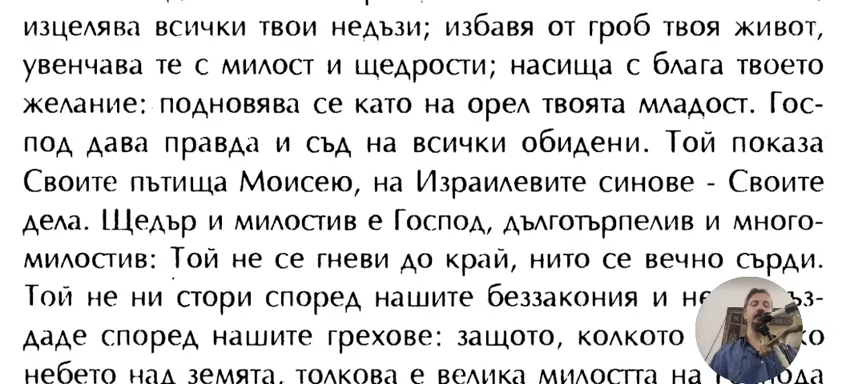 изцелява всички твои недъзи; избавя от гроб твоя живот,
увенчава те с милост и щедрости; насища с блага твоето
желание: подновява се като на орел твоята младост. Гос-
под дава правда и съд на всички обидени. Той показа
Своите пътища Моисею, на Израилевите синове - Своите
дела. Щедър и милостив е Господ, дълготърпелив и много-
милостив: Той не се гневи до край, нито се вечно сърди.
Той не ни стори според нашите беззакония и не
даде според нашите грехове: защото, колкото
небето над земята, толкова е велика милостта на